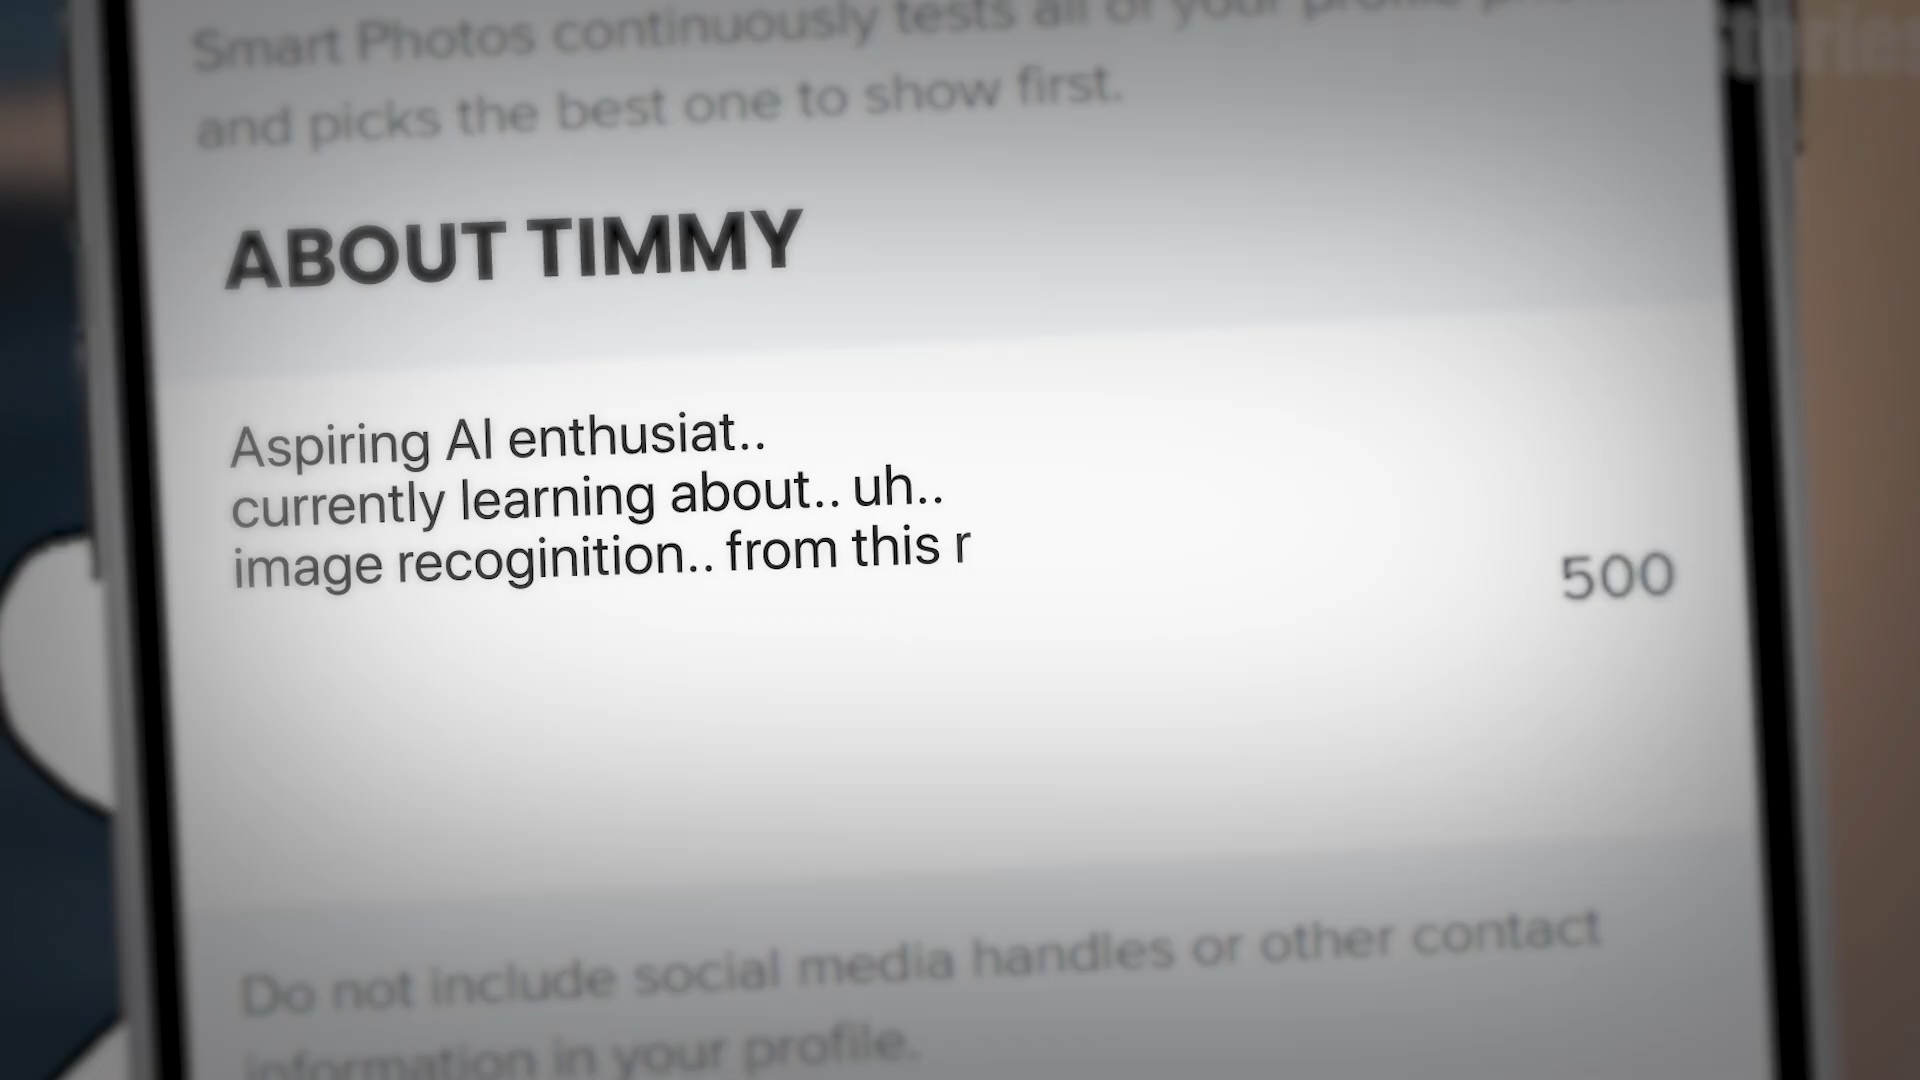 Smart Photos continuously tests all of your profile
and picks the best one to show first.
stories
ABOUT TIMMY
Aspiring AI enthusiat..
currently learning about.. uh..
image recoginition.. from this r
500
Do not include social media handles or other contact
information in your profile.